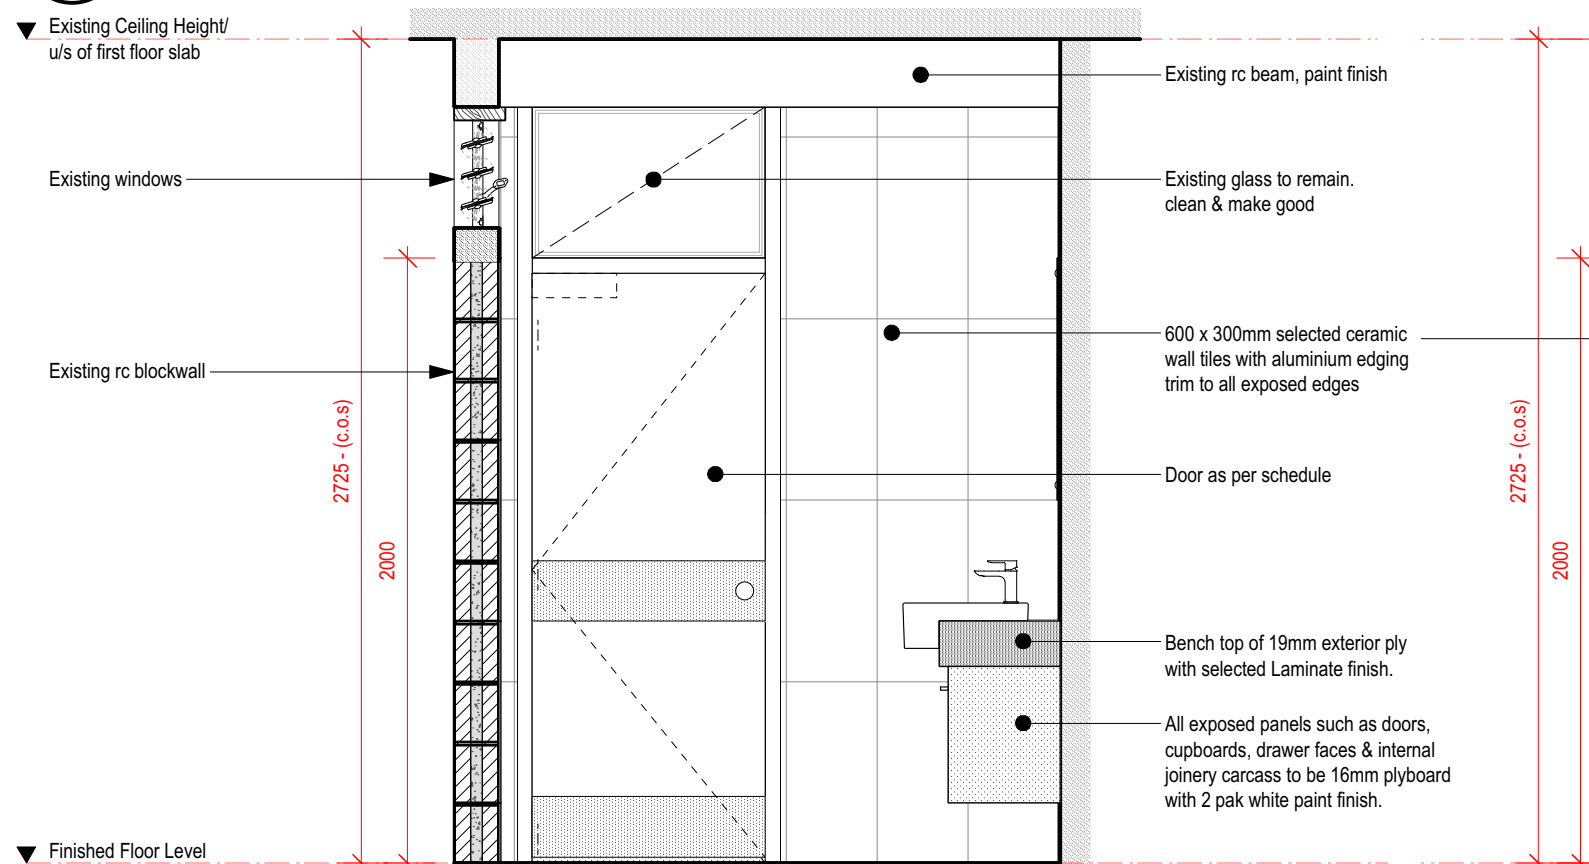 Existing Ceiling Height/
u/s of first floor slab
Existing rc beam, paint finish
Existing windows
Existing glass to remain.
clean & make good
600 x 300mm selected ceramic
wall tiles with aluminium edging
trim to all exposed edges
Existing rc blockwall
2725 - (c.o.s)
2000
Door as per schedule
2725 - (c.o.s)
2000
Bench top of 19mm exterior ply
with selected Laminate finish.
All exposed panels such as doors,
cupboards, drawer faces & internal
joinery carcass to be 16mm plyboard
with 2 pak white paint finish.
Finished Floor Level